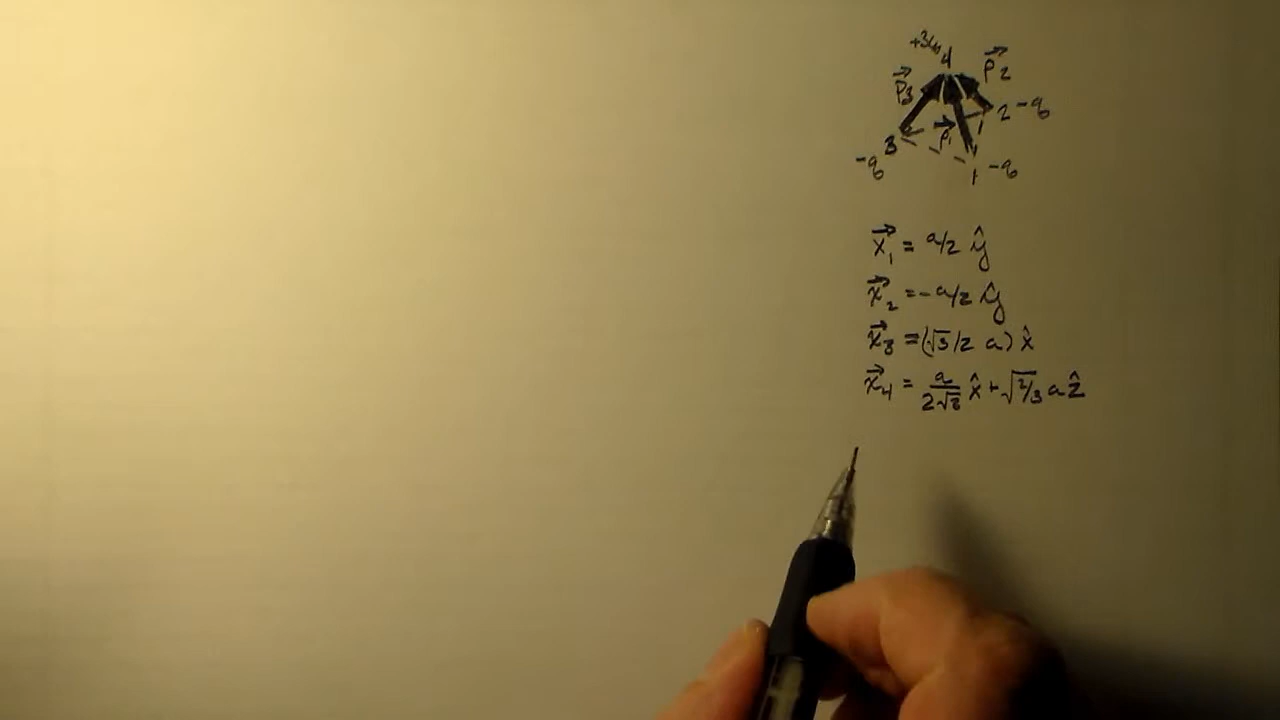 +3q
4
p⃗2
p⃗3
2 -q
p⃗1
3
-q
1 -q
x⃗1 = a/2 ŷ
x⃗2 = -a/2 ŷ
x⃗3 = (√3/2 a) x̂
x⃗4 = a/2√3 x̂ + √2/3 a ẑ